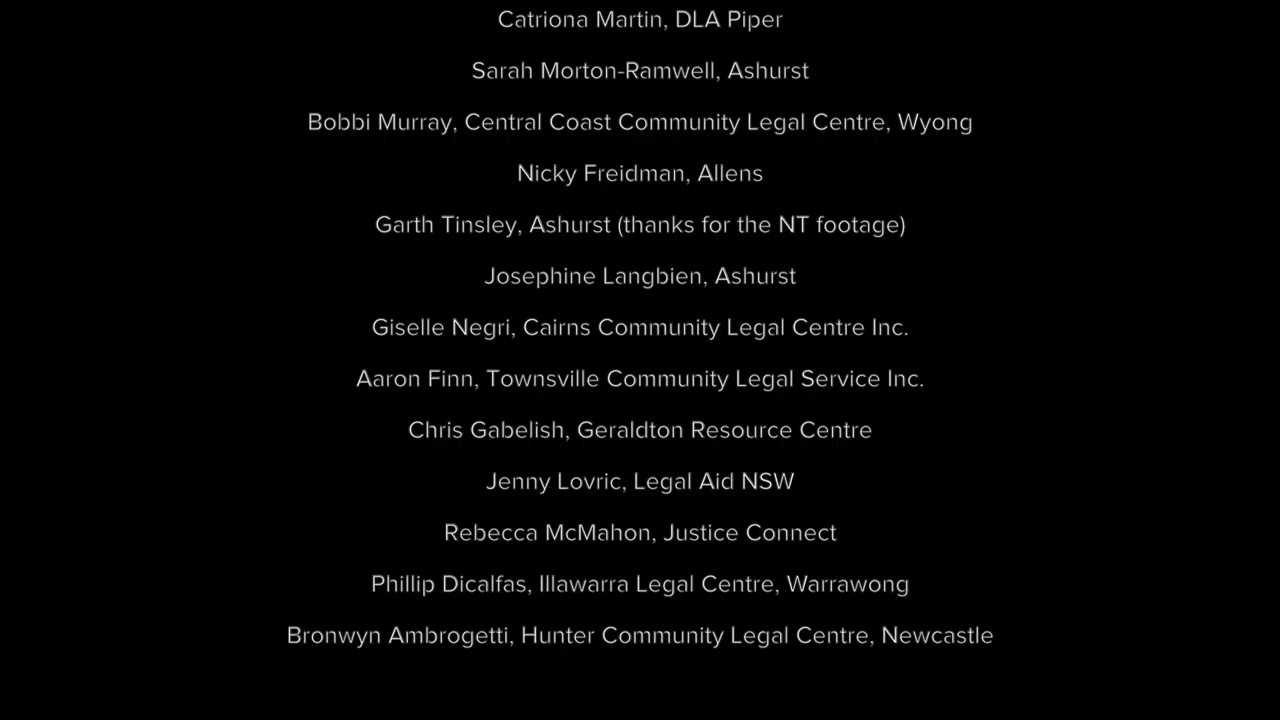 Catriona Martin, DLA Piper
Sarah Morton-Ramwell, Ashurst
Bobbi Murray, Central Coast Community Legal Centre, Wyong
Nicky Freidman, Allens
Garth Tinsley, Ashurst (thanks for the NT footage)
Josephine Langbien, Ashurst
Giselle Negri, Cairns Community Legal Centre Inc.
Aaron Finn, Townsville Community Legal Service Inc.
Chris Gabelish, Geraldton Resource Centre
Jenny Lovric, Legal Aid NSW
Rebecca McMahon, Justice Connect
Phillip Dicalfas, Illawarra Legal Centre, Warrawong
Bronwyn Ambrogetti, Hunter Community Legal Centre, Newcastle